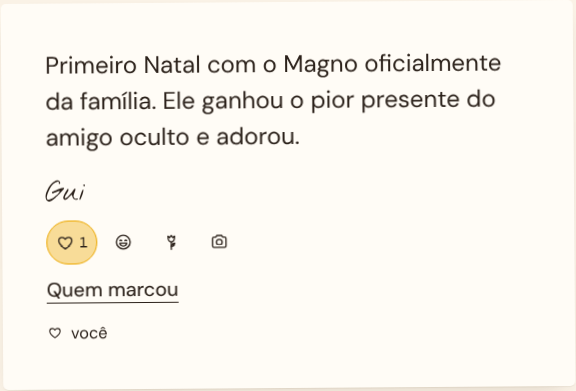 Primeiro Natal com o Magno oficialmente
da família. Ele ganhou o pior presente do
amigo oculto e adorou.
Gui
1
Quem marcou
você